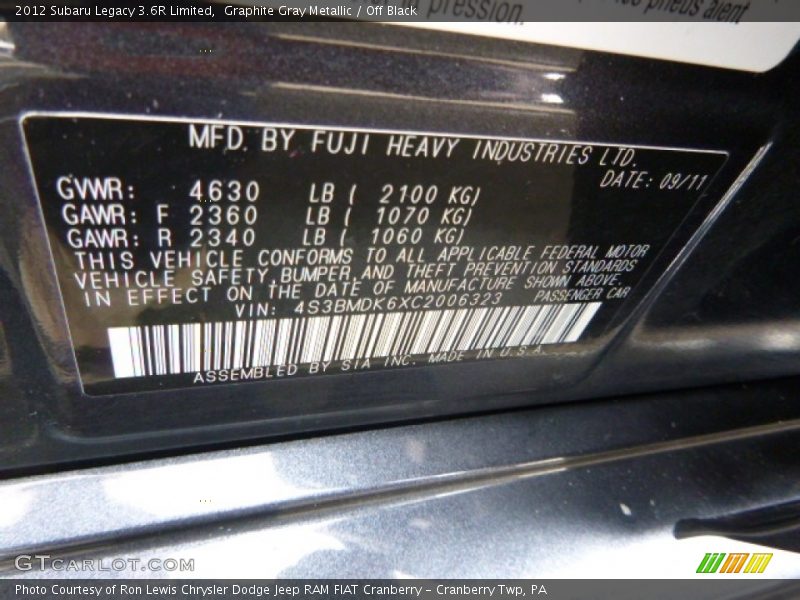 2012 Subaru Legacy 3.6R Limited,  Graphite Gray Metallic / Off Black
pression.
pneus
MFD. BY FUJI HEAVY INDUSTRIES LTD.
DATE: 09/11
GVWR: 4630 LB ( 2100 KG)
GAWR: F 2360 LB ( 1070 KG)
GAWR: R 2340 LB ( 1060 KG)
THIS VEHICLE CONFORMS TO ALL APPLICABLE FEDERAL MOTOR
VEHICLE SAFETY,BUMPER,AND THEFT PREVENTION STANDARDS
IN EFFECT ON THE DATE OF MANUFACTURE SHOWN ABOVE.
VIN: 4S3BMDK6XC2006323 PASSENGER CAR
ASSEMBLED BY SIA INC. MADE IN U.S.A.
GTCarLot.com
Photo Courtesy of Ron Lewis Chrysler Dodge Jeep RAM FIAT Cranberry – Cranberry Twp, PA